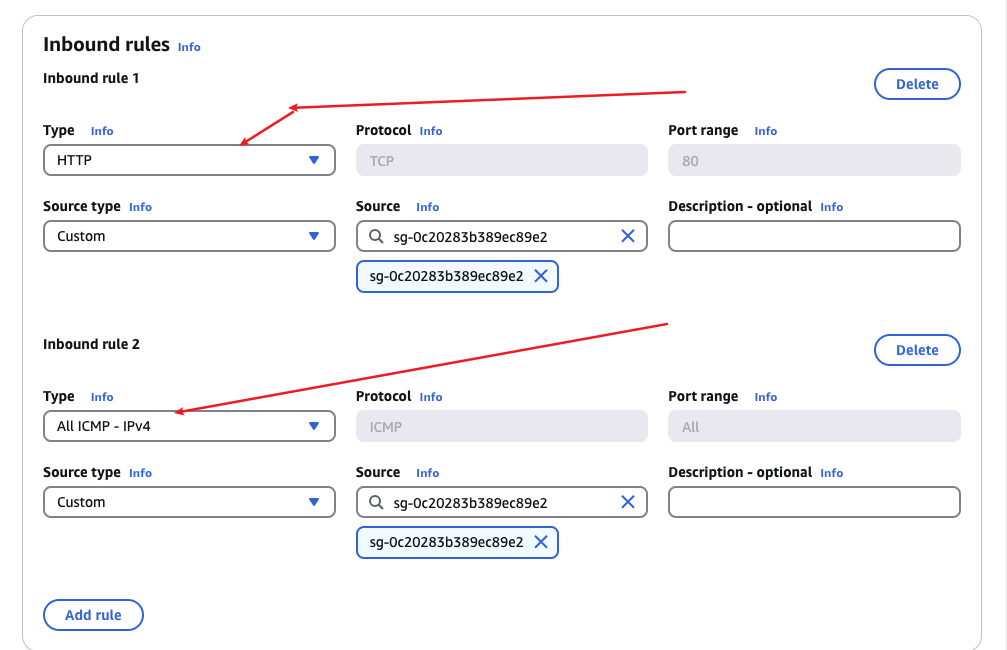 Inbound rules Info
Inbound rule 1
Delete
Type Info
Protocol Info
Port range Info
HTTP
TCP
80
Source type Info
Source Info
Description - optional Info
Custom
sg-0c20283b389ec89e2
sg-0c20283b389ec89e2
Inbound rule 2
Delete
Type Info
Protocol Info
Port range Info
All ICMP - IPv4
ICMP
All
Source type Info
Source Info
Description - optional Info
Custom
sg-0c20283b389ec89e2
sg-0c20283b389ec89e2
Add rule